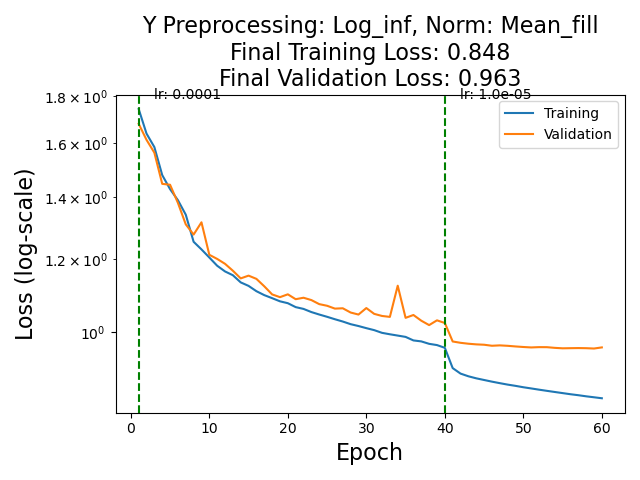 Y Preprocessing: Log_inf, Norm: Mean_fill
Final Training Loss: 0.848
Final Validation Loss: 0.963
lr: 0.0001
lr: 1.0e-05
Training
Validation
1.8 × 10⁰
1.6 × 10⁰
1.4 × 10⁰
1.2 × 10⁰
10⁰
Loss (log-scale)
0 10 20 30 40 50 60
Epoch